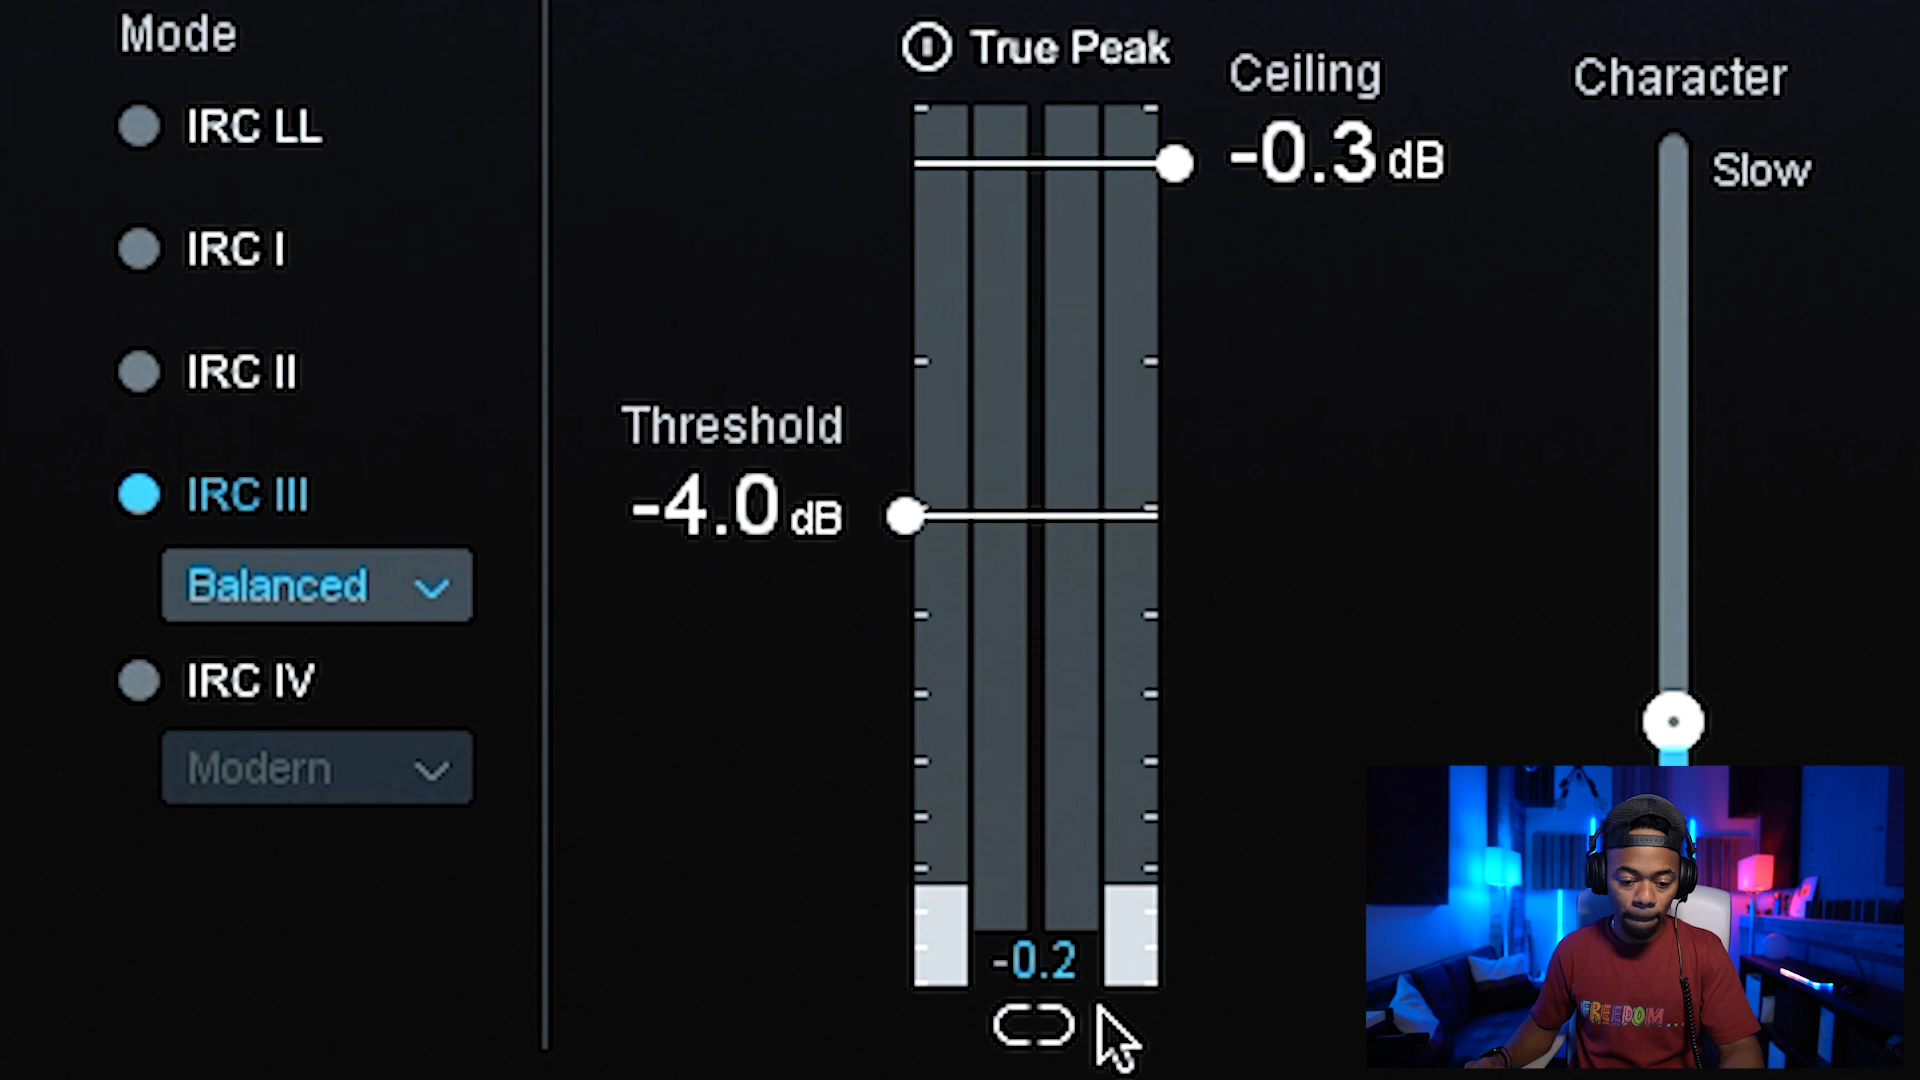 Mode
IRC LL
IRC I
IRC II
IRC III
Balanced
IRC IV
Modern
True Peak
Threshold
-4.0 dB
-0.2
Ceiling
-0.3 dB
Character
Slow
FREEDOM...